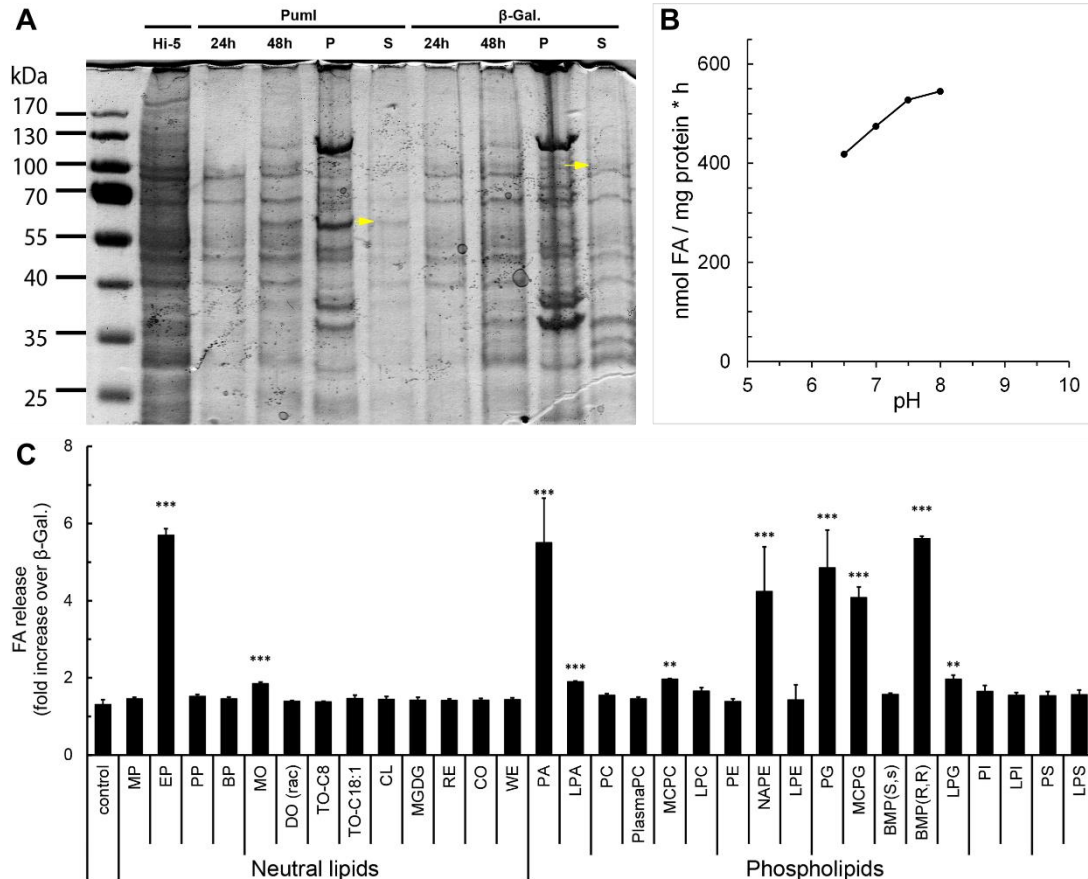 A
PumI
β-Gal.
Hi-5
24h
48h
P
S
24h
48h
P
S
kDa
170
130
100
70
55
40
35
25
B
nmol FA / mg protein * h
600
400
200
0
5
6
7
8
9
10
pH
C
FA release
(fold increase over β-Gal.)
8
6
4
2
0
***
***
***
***
**
***
***
***
***
**
control
MP
EP
PP
BP
MO
DO (rac)
TO-C8
TO-C18:1
CL
MGDG
RE
CO
WE
PA
LPA
PC
PlasmaPC
MCPC
LPC
PE
NAPE
LPE
PG
MCPG
BMP(S,s)
BMP(R,R)
LPG
PI
LPI
PS
LPS
Neutral lipids
Phospholipids